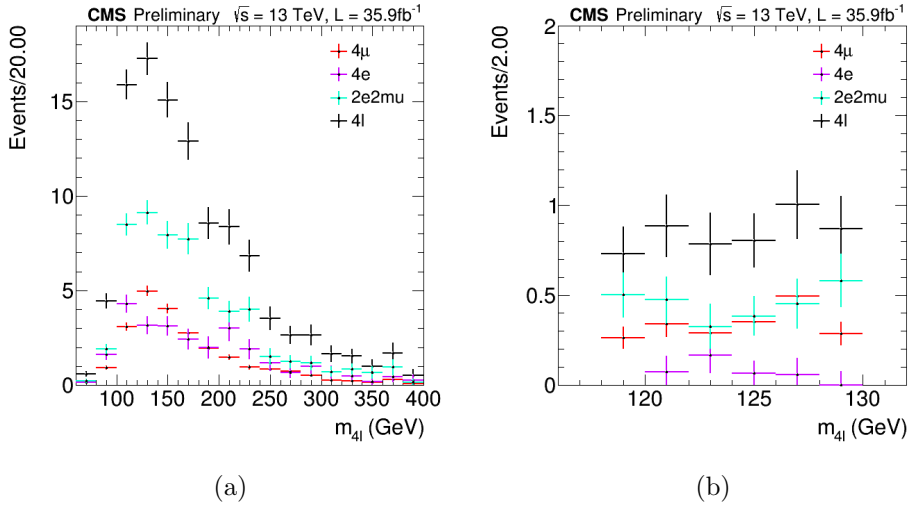 CMS Preliminary √s = 13 TeV, L = 35.9fb⁻¹
Events/20.00
4μ
4e
2e2mu
4l
15
10
5
0
100 150 200 250 300 350 400
m₄ₗ (GeV)
(a)
CMS Preliminary √s = 13 TeV, L = 35.9fb⁻¹
Events/2.00
4μ
4e
2e2mu
4l
2
1.5
1
0.5
0
120 125 130
m₄ₗ (GeV)
(b)